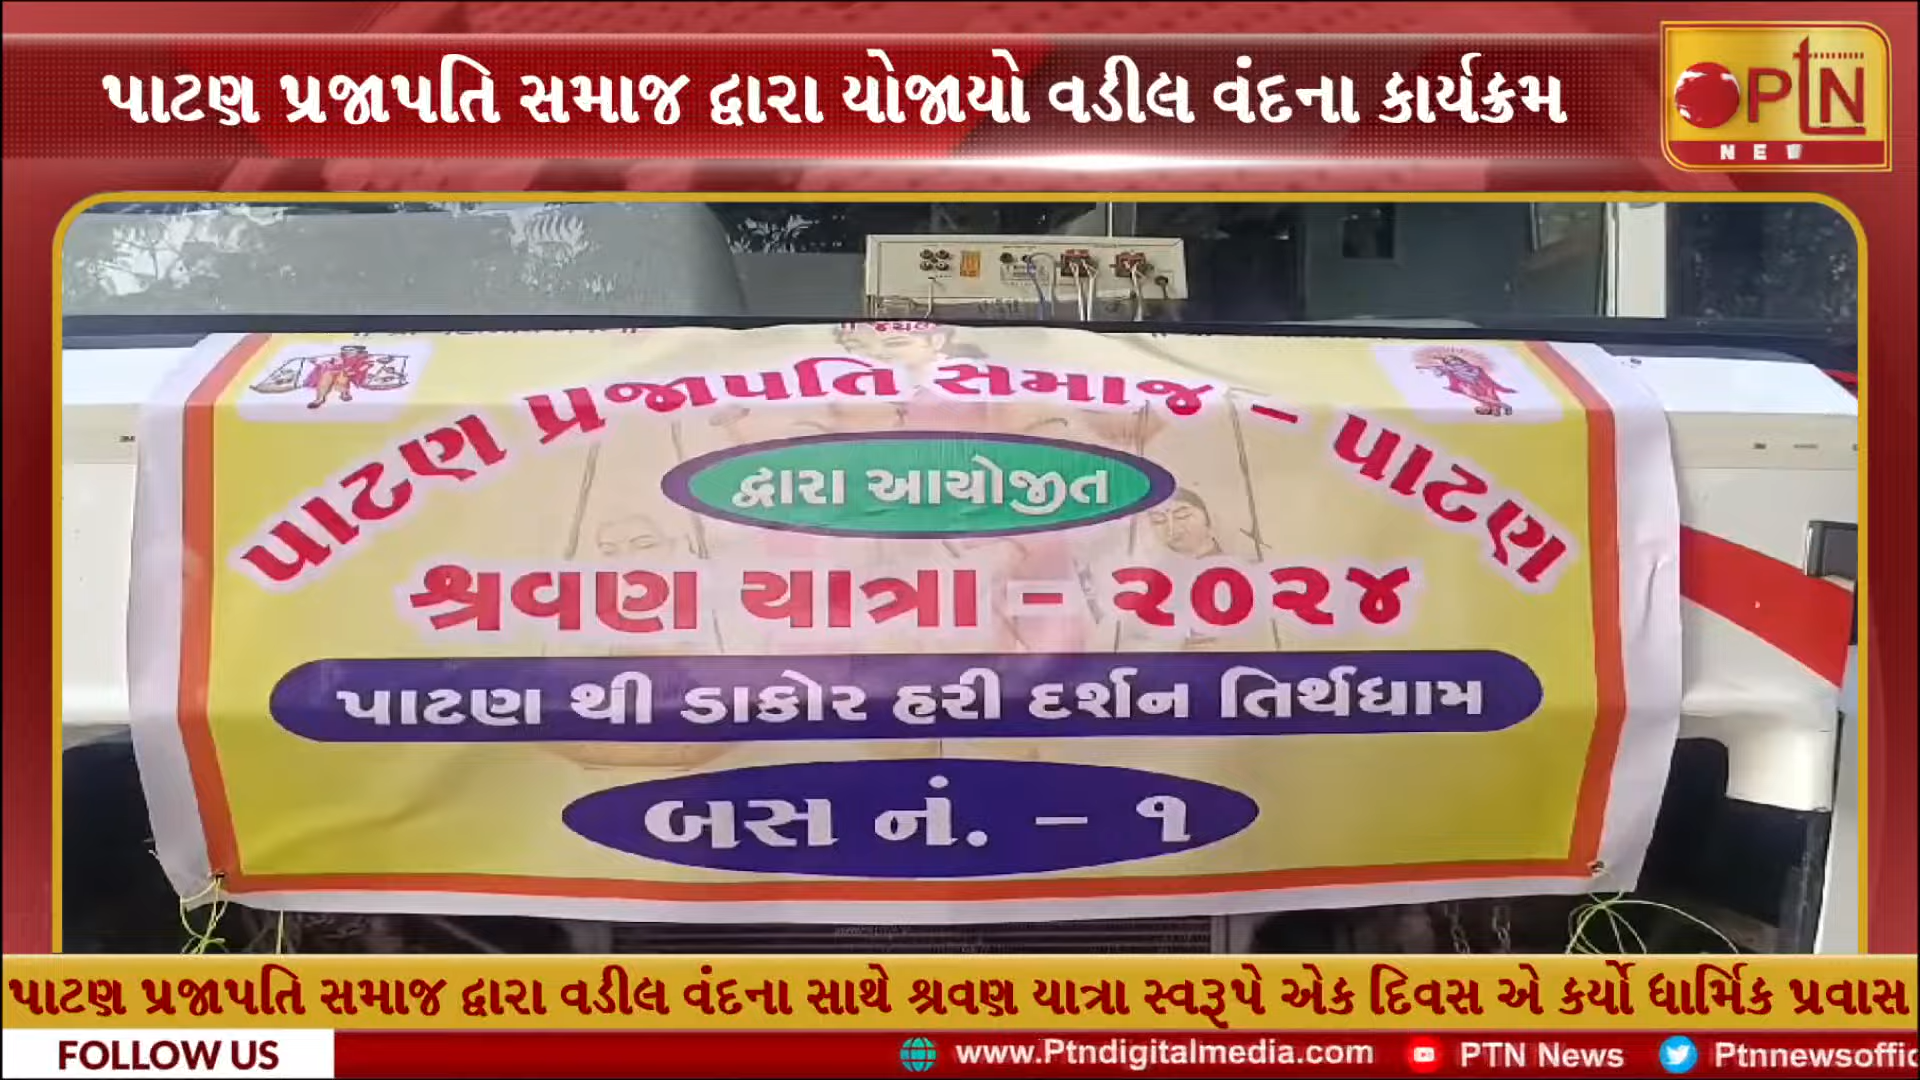 પાટણ પ્રજાપતિ સમાજ દ્વારા યોજાયો વડીલ વંદના કાર્યક્રમ
PTN
NEW
પાટણ પ્રજાપતિ સમાજ - પાટણ
દ્વારા આયોજીત
શ્રવણ યાત્રા - ૨૦૨૪
પાટણ થી ડાકોર હરી દર્શન તિર્થધામ
બસ નં. - ૧
પાટણ પ્રજાપતિ સમાજ દ્વારા વડીલ વંદના સાથે શ્રવણ યાત્રા સ્વરૂપે એક દિવસ એ કર્યો ધાર્મિક પ્રવાસ
FOLLOW US
www.Ptndigitalmedia.com
PTN News
Ptnnewsoffic